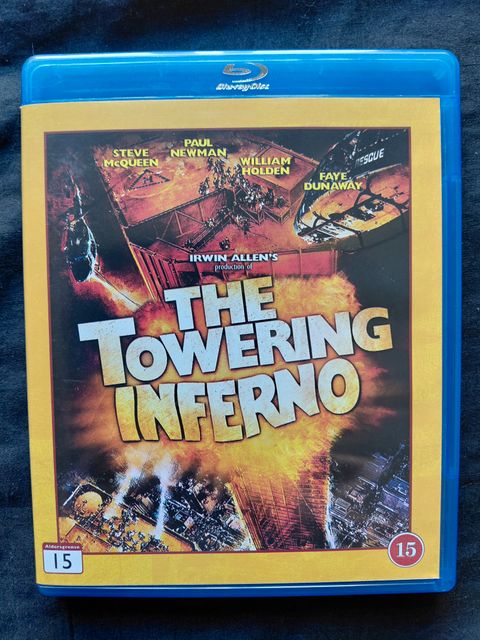 Blu-ray Disc
STEVE McQUEEN
PAUL NEWMAN
WILLIAM HOLDEN
FAYE DUNAWAY
RESCUE
IRWIN ALLEN'S
production of
THE
TOWERING
INFERNO
Aldersgrense
15
15